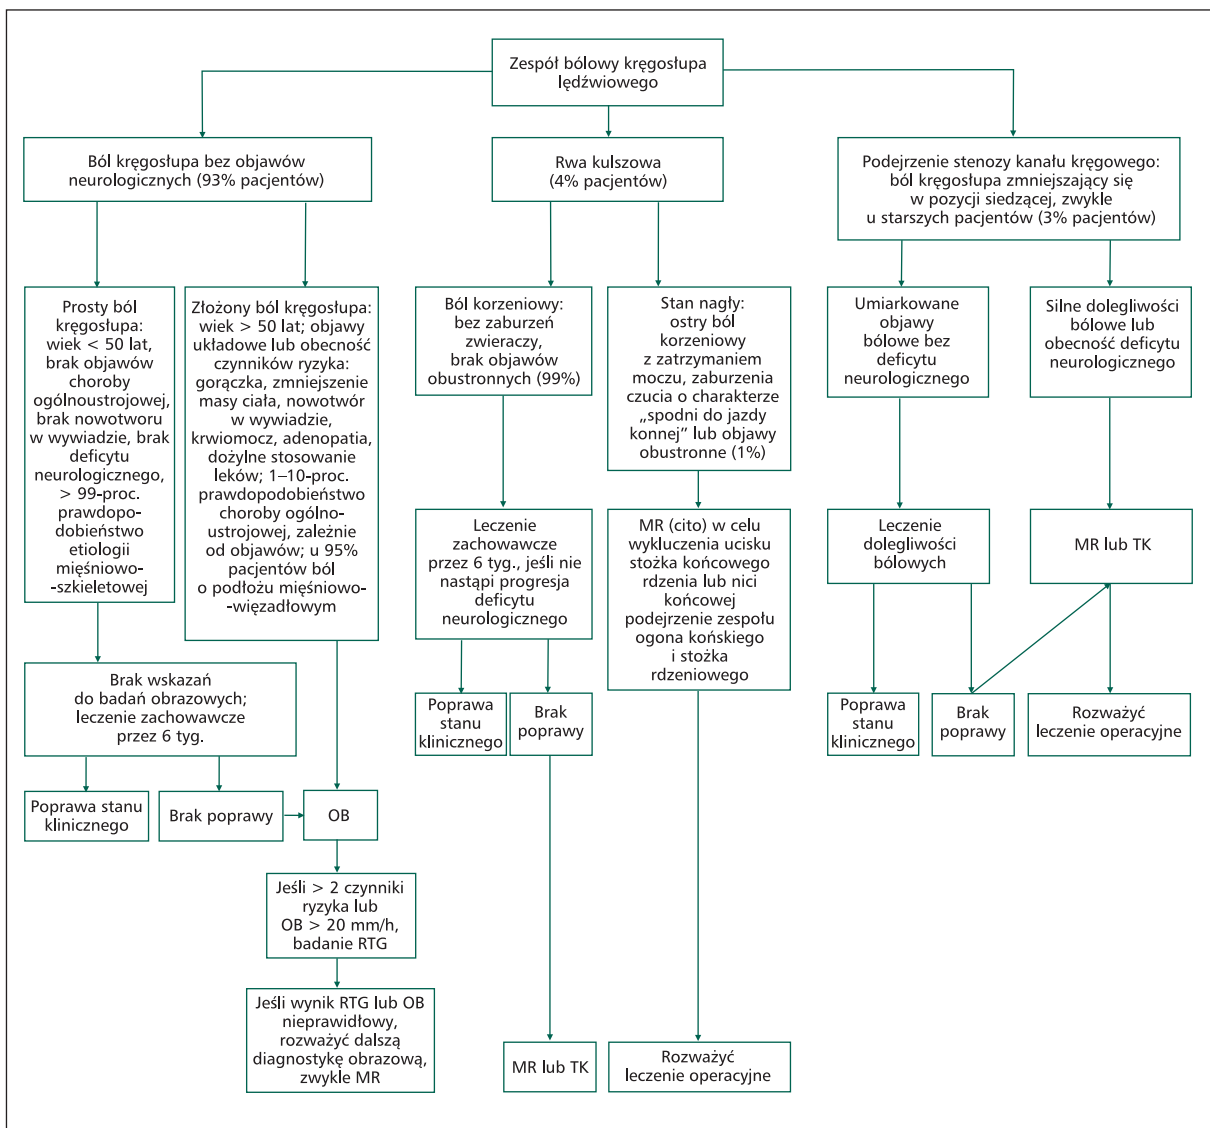 Zespół bólowy kręgosłupa
lędźwiowego
Ból kręgosłupa bez objawów
neurologicznych (93% pacjentów)
Rwa kulszowa
(4% pacjentów)
Podejrzenie stenozy kanału kręgowego:
ból kręgosłupa zmniejszający się
w pozycji siedzącej, zwykle
u starszych pacjentów (3% pacjentów)
Prosty ból
kręgosłupa:
wiek < 50 lat,
brak objawów
choroby
ogólnoustrojowej,
brak nowotworu
w wywiadzie, brak
deficytu
neurologicznego,
> 99-proc.
prawdopo-
dobieństwo
etiologii
mięśniowo-
-szkieletowej
Złożony ból kręgosłupa:
wiek > 50 lat; objawy
układowe lub obecność
czynników ryzyka:
gorączka, zmniejszenie
masy ciała, nowotwór
w wywiadzie,
krwiomocz, adenopatia,
dożylne stosowanie
leków; 1–10-proc.
prawdopodobieństwo
choroby ogólno-
ustrojowej, zależnie
od objawów; u 95%
pacjentów ból
o podłożu mięśniowo-
-więzadłowym
Ból korzeniowy:
bez zaburzeń
zwieraczy,
brak objawów
obustronnych (99%)
Stan nagły:
ostry ból
korzeniowy
z zatrzymaniem
moczu, zaburzenia
czucia o charakterze
„spodni do jazdy
konnej” lub objawy
obustronne (1%)
Umiarkowane
objawy
bólowe bez
deficytu
neurologicznego
Silne dolegliwości
bólowe lub
obecność deficytu
neurologicznego
Leczenie
zachowawcze
przez 6 tyg., jeśli nie
nastąpi progresja
deficytu
neurologicznego
MR (cito) w celu
wykluczenia ucisku
stożka końcowego
rdzenia lub nici
końcowej
podejrzenie zespołu
ogona końskiego
i stożka
rdzeniowego
Leczenie
dolegliwości
bólowych
MR lub TK
Brak wskazań
do badań obrazowych;
leczenie zachowawcze
przez 6 tyg.
Poprawa
stanu
klinicznego
Brak
poprawy
Poprawa
stanu
klinicznego
Brak
poprawy
Rozważyć
leczenie operacyjne
Poprawa stanu
klinicznego
Brak poprawy
OB
Jeśli > 2 czynniki
ryzyka lub
OB > 20 mm/h,
badanie RTG
Jeśli wynik RTG lub OB
nieprawidłowy,
rozważyć dalszą
diagnostykę obrazową,
zwykle MR
MR lub TK
Rozważyć
leczenie operacyjne